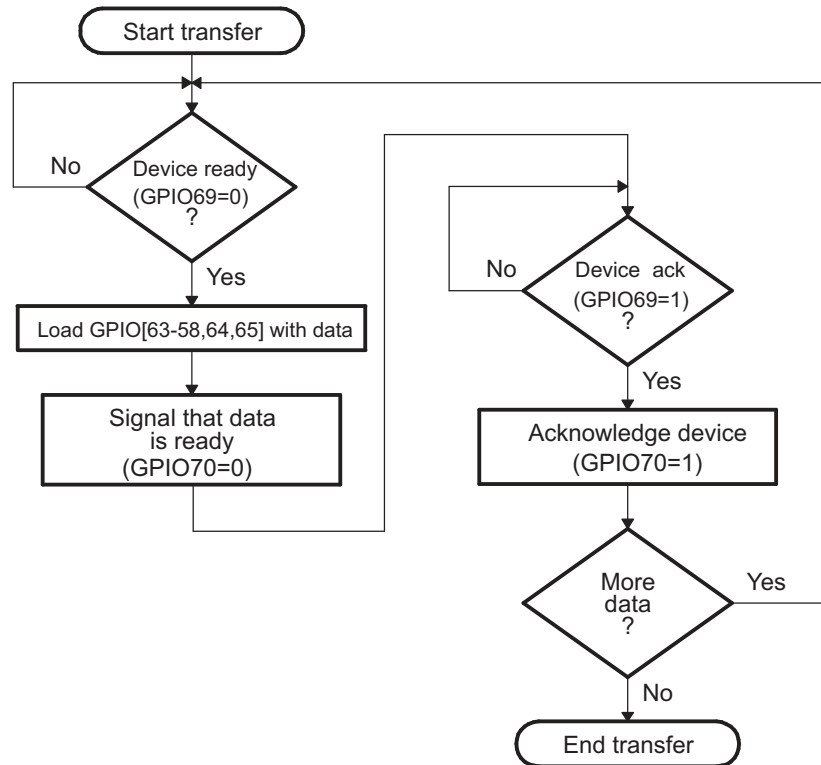 Start transfer
No
Device ready
(GPIO69=0)
?
Yes
Load GPIO[63-58,64,65] with data
Signal that data
is ready
(GPIO70=0)
No
Device ack
(GPIO69=1)
?
Yes
Acknowledge device
(GPIO70=1)
More
data
?
Yes
No
End transfer